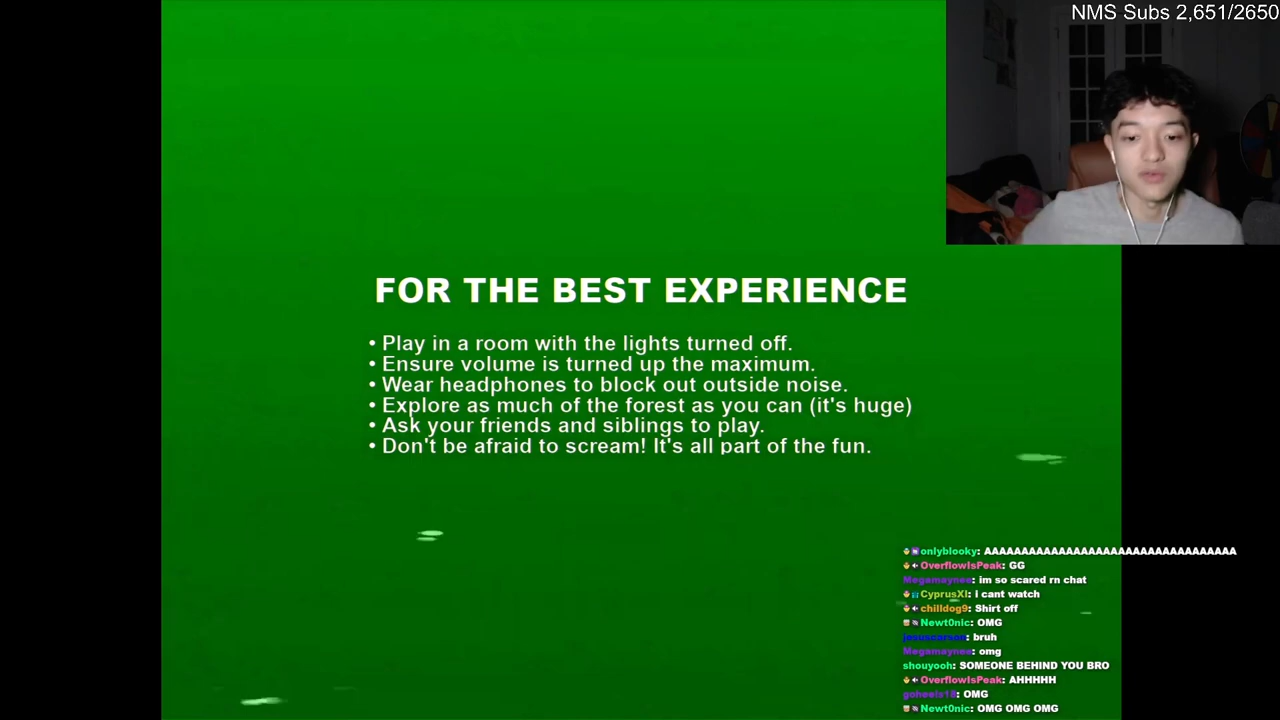 NMS Subs 2,651/2650
FOR THE BEST EXPERIENCE
• Play in a room with the lights turned off.
• Ensure volume is turned up the maximum.
• Wear headphones to block out outside noise.
• Explore as much of the forest as you can (it's huge)
• Ask your friends and siblings to play.
• Don't be afraid to scream! It's all part of the fun.
onlyblooky: AAAAAAAAAAAAAAAAAAAAAAAAAAAAAAAAAA
OverflowIsPeak: GG
Megamaynee: im so scared rn chat
CyprusXI: i cant watch
chilldog9: Shirt off
Newt0nic: OMG
jesuscarson: bruh
Megamaynee: omg
shouyooh: SOMEONE BEHIND YOU BRO
OverflowIsPeak: AHHHHH
goheels18: OMG
Newt0nic: OMG OMG OMG